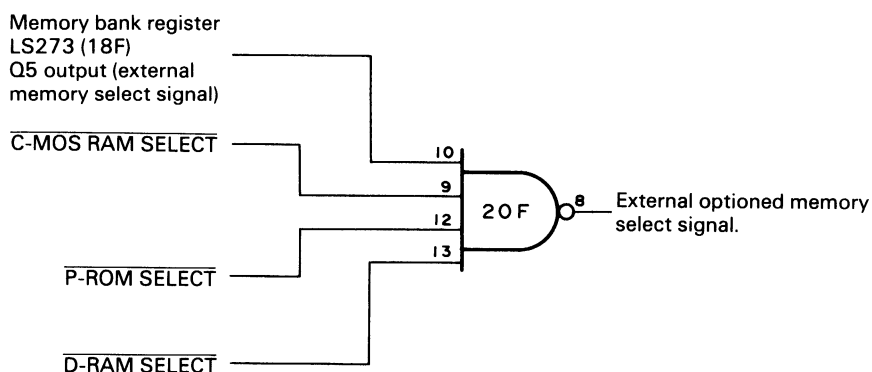 Memory bank register
LS273 (18F)
Q5 output (external
memory select signal)
C-MOS RAM SELECT
P-ROM SELECT
D-RAM SELECT
10
9
12
13
20F
8
External optioned memory
select signal.